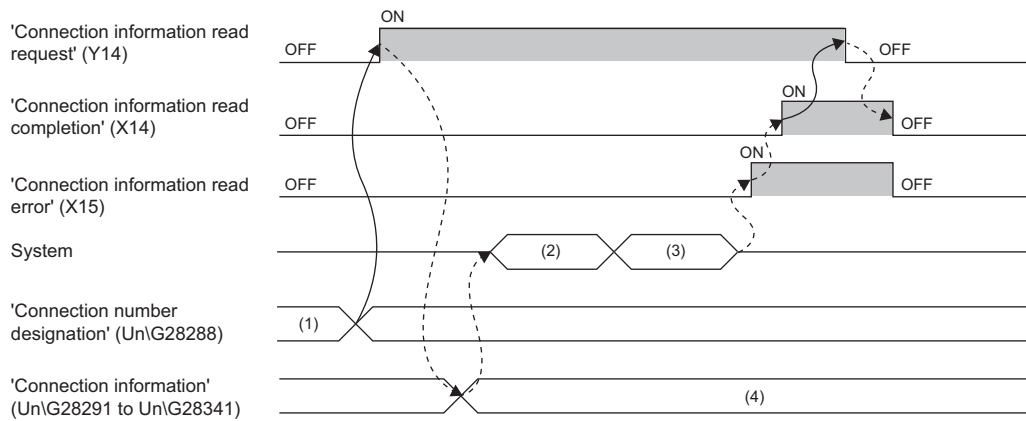 ON
'Connection information read
request' (Y14)
OFF
OFF
ON
'Connection information read
completion' (X14)
OFF
OFF
ON
'Connection information read
error' (X15)
OFF
OFF
System
(2)
(3)
'Connection number
designation' (Un\G28288)
(1)
'Connection information'
(Un\G28291 to Un\G28341)
(4)